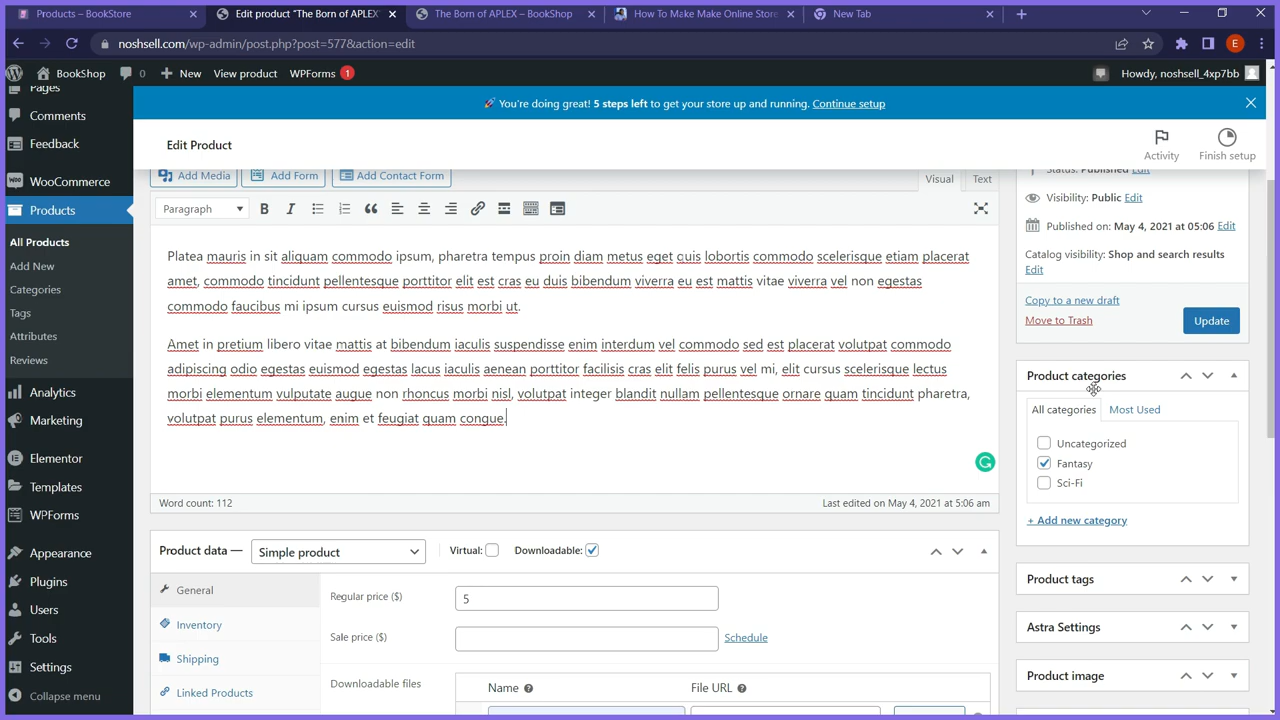 Products – BookStore
Edit product "The Born of APLEX"
The Born of APLEX – BookShop
How To Make Make Online Store
New Tab
noshsell.com/wp-admin/post.php?post=577&action=edit
E
BookShop 0 New View product WPForms 1
Howdy, noshsell_4xp7bb
Pages
Comments
Feedback
WooCommerce
Products
All Products
Add New
Categories
Tags
Attributes
Reviews
Analytics
Marketing
Elementor
Templates
WPForms
Appearance
Plugins
Users
Tools
Settings
Collapse menu
🚀 You're doing great! 5 steps left to get your store up and running. Continue setup
Edit Product
Activity
Finish setup
Add Media
Add Form
Add Contact Form
Visual
Text
Paragraph
Platea mauris in sit aliquam commodo ipsum, pharetra tempus proin diam metus eget cuis lobortis commodo scelerisque etiam placerat
amet, commodo tincidunt pellentesque porttitor elit est cras eu duis bibendum viverra eu est mattis vitae viverra vel non egestas
commodo faucibus mi ipsum cursus euismod risus morbi ut.
Amet in pretium libero vitae mattis at bibendum iaculis suspendisse enim interdum vel commodo sed est placerat volutpat commodo
adipiscing odio egestas euismod egestas lacus iaculis aenean porttitor facilisis cras elit felis purus vel mi, elit cursus scelerisque lectus
morbi elementum vulputate augue non rhoncus morbi nisl, volutpat integer blandit nullam pellentesque ornare quam tincidunt pharetra,
volutpat purus elementum, enim et feugiat quam congue.
Word count: 112
Last edited on May 4, 2021 at 5:06 am
Product data —
Simple product
Virtual:
Downloadable:
General
Inventory
Shipping
Linked Products
Regular price ($)
5
Sale price ($)
Schedule
Downloadable files
Name
File URL
Status: Published Edit
Visibility: Public Edit
Published on: May 4, 2021 at 05:06 Edit
Catalog visibility: Shop and search results
Edit
Copy to a new draft
Move to Trash
Update
Product categories
All categories
Most Used
Uncategorized
Fantasy
Sci-Fi
+ Add new category
Product tags
Astra Settings
Product image